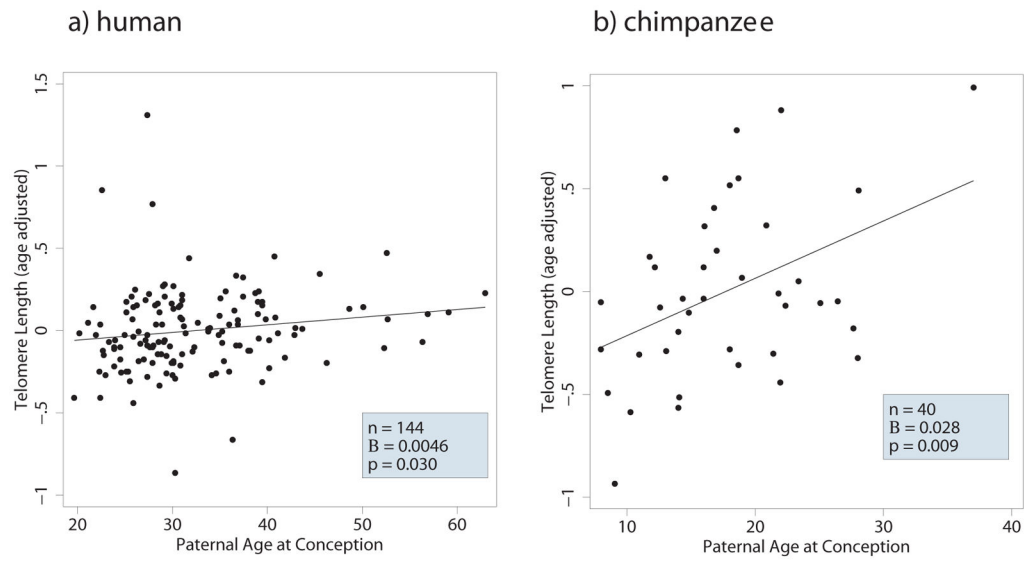 a) human
b) chimpanzee
Telomere Length (age adjusted)
1.5
1
.5
0
−.5
−1
n = 144
B = 0.0046
p = 0.030
20 30 40 50 60
Paternal Age at Conception
Telomere Length (age adjusted)
1
.5
0
−.5
−1
n = 40
B = 0.028
p = 0.009
10 20 30 40
Paternal Age at Conception